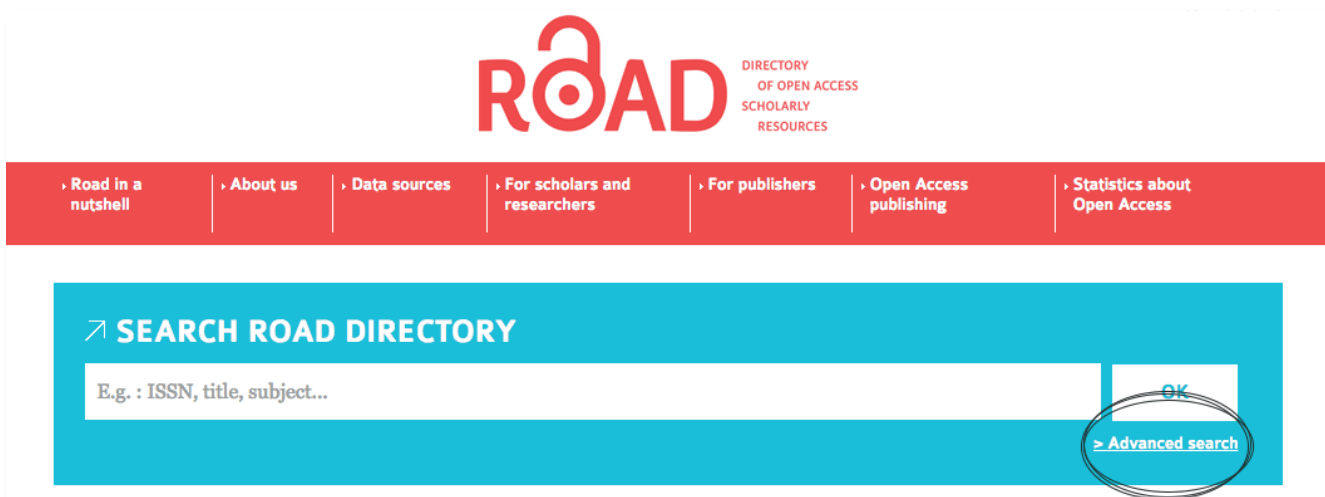 ROAD
DIRECTORY
OF OPEN ACCESS
SCHOLARLY
RESOURCES
› Road in a
nutshell
› About us
› Data sources
› For scholars and
researchers
› For publishers
› Open Access
publishing
› Statistics about
Open Access
SEARCH ROAD DIRECTORY
E.g. : ISSN, title, subject...
OK
> Advanced search